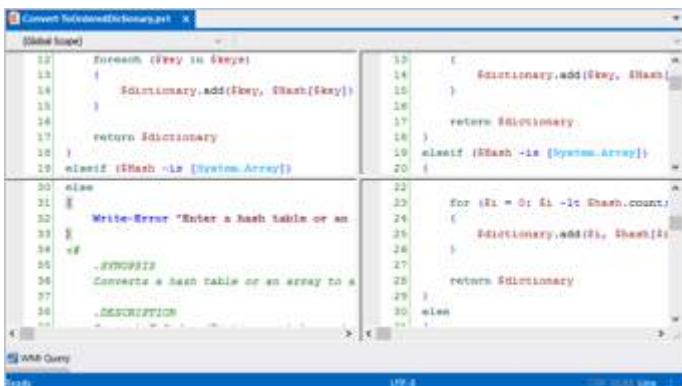 Convert-ToOrderedDictionary.ps1 x
(Global Scope)
12 foreach ($key in $keys)
13 {
14 $dictionary.add($key, $Hash[$key])
15 }
16
17 return $dictionary
18 }
19 elseif ($Hash -is [System.Array])
13 {
14 $dictionary.add($key, $Hash[
15 }
16
17 return $dictionary
18 }
19 elseif ($Hash -is [System.Array])
20 {
30 else
31 {
32 Write-Error "Enter a hash table or an
33 }
34 <#
35 .SYNOPSIS
36 Converts a hash table or an array to a
37
38 .DESCRIPTION
22
23 for ($i = 0; $i -lt $hash.count;
24 {
25 $dictionary.add($i, $hash[$i
26 }
27
28 return $dictionary
29 }
30 else
WMI Query
Ready UTF-8